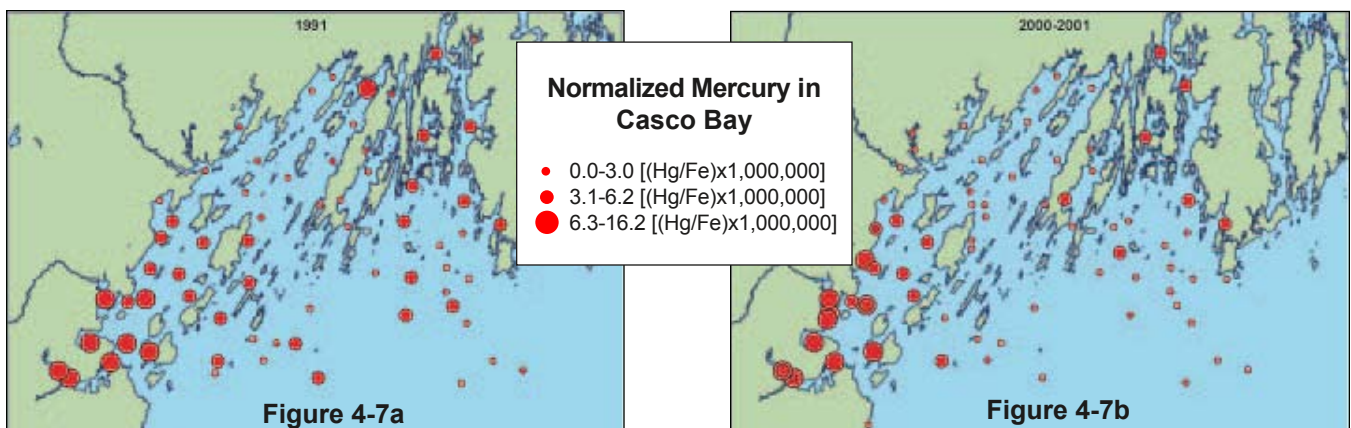 1991
2000-2001
Normalized Mercury in
Casco Bay
0.0-3.0 [(Hg/Fe)x1,000,000]
3.1-6.2 [(Hg/Fe)x1,000,000]
6.3-16.2 [(Hg/Fe)x1,000,000]
Figure 4-7a
Figure 4-7b